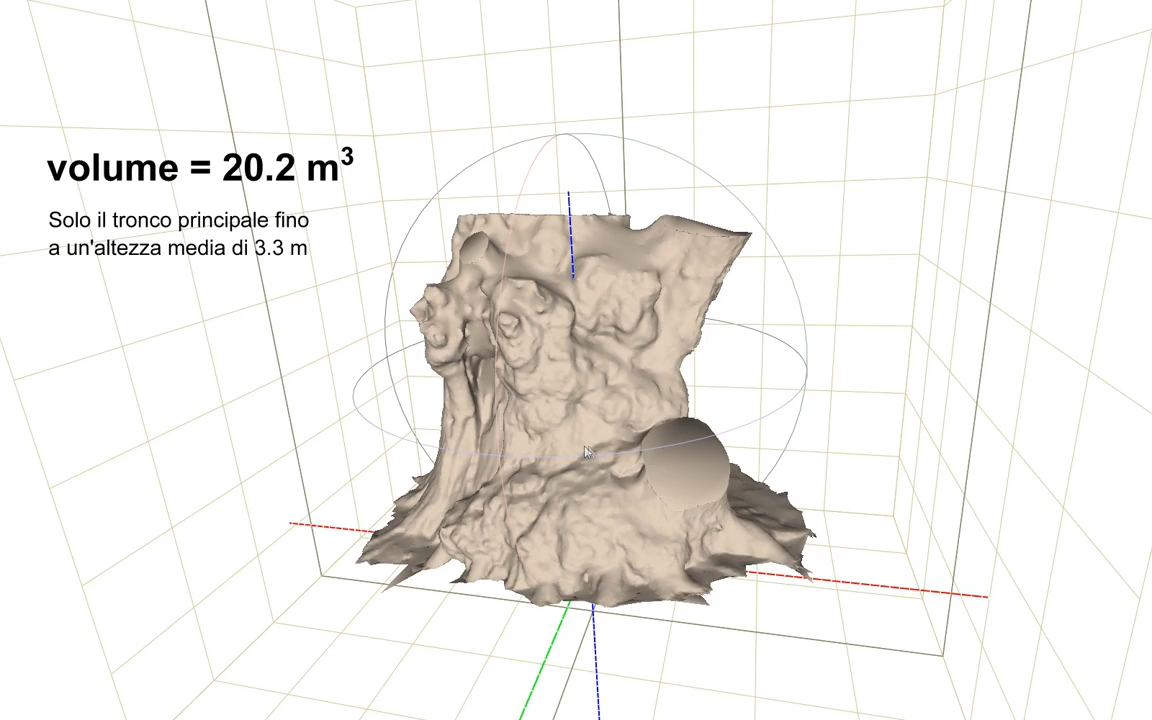 volume = 20.2 m³
Solo il tronco principale fino
a un'altezza media di 3.3 m